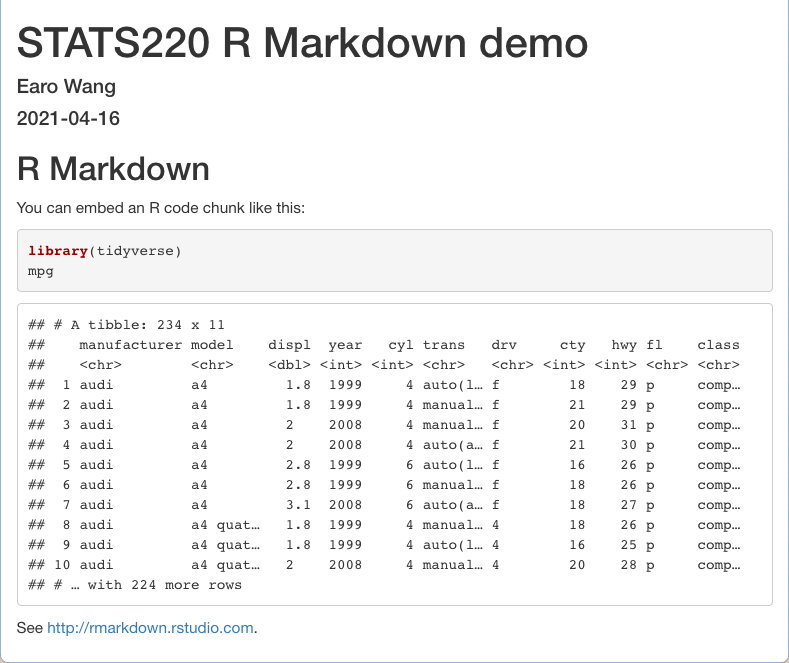 STATS220 R Markdown demo
Earo Wang
2021-04-16
R Markdown
You can embed an R code chunk like this:
library(tidyverse)
mpg
## # A tibble: 234 x 11
##    manufacturer model    displ  year   cyl trans   drv     cty   hwy fl    class
##    <chr>        <chr>    <dbl> <int> <int> <chr>   <chr> <int> <int> <chr> <chr>
##  1 audi         a4         1.8  1999     4 auto(l… f        18    29 p     comp…
##  2 audi         a4         1.8  1999     4 manual… f        21    29 p     comp…
##  3 audi         a4         2    2008     4 manual… f        20    31 p     comp…
##  4 audi         a4         2    2008     4 auto(a… f        21    30 p     comp…
##  5 audi         a4         2.8  1999     6 auto(l… f        16    26 p     comp…
##  6 audi         a4         2.8  1999     6 manual… f        18    26 p     comp…
##  7 audi         a4         3.1  2008     6 auto(a… f        18    27 p     comp…
##  8 audi         a4 quat…   1.8  1999     4 manual… 4        18    26 p     comp…
##  9 audi         a4 quat…   1.8  1999     4 auto(l… 4        16    25 p     comp…
## 10 audi         a4 quat…   2    2008     4 manual… 4        20    28 p     comp…
## # … with 224 more rows
See http://rmarkdown.rstudio.com.